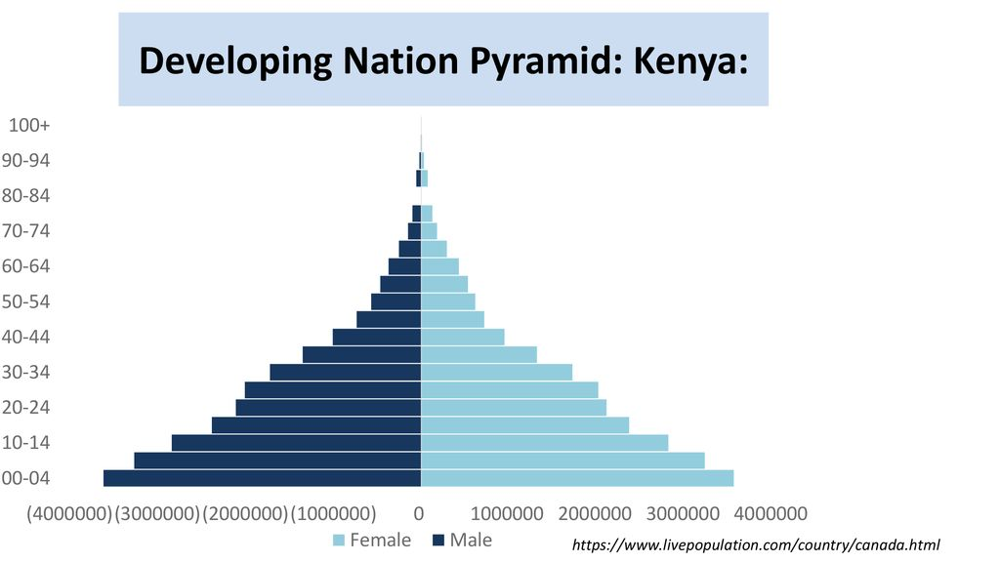 Developing Nation Pyramid: Kenya:
100+
90-94
80-84
70-74
60-64
50-54
40-44
30-34
20-24
10-14
00-04
(4000000) (3000000) (2000000) (1000000) 0 1000000 2000000 3000000 4000000
Female Male
https://www.livepopulation.com/country/canada.html